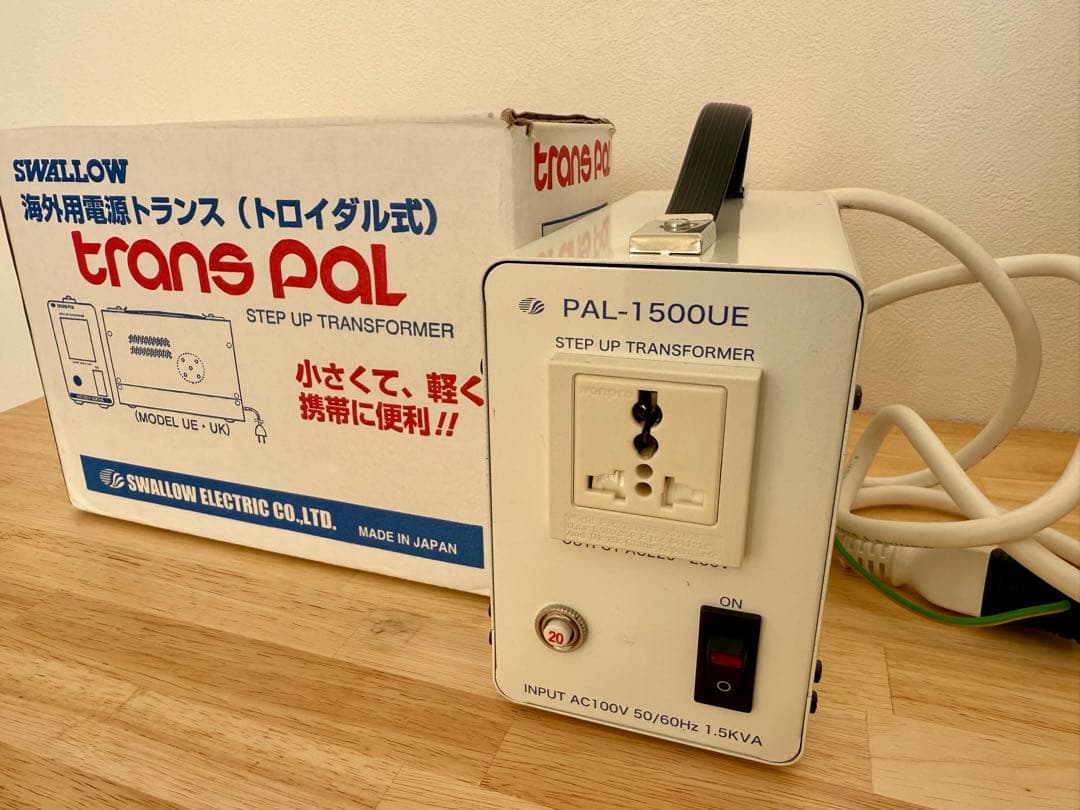 SWALLOW
海外用電源トランス（トロイダル式）
trans pal
STEP UP TRANSFORMER
小さくて、軽く
携帯に便利!!
(MODEL UE・UK)
SWALLOW ELECTRIC CO.,LTD.
MADE IN JAPAN
trans pal
PAL-1500UE
STEP UP TRANSFORMER
20
ON
INPUT AC100V 50/60Hz 1.5KVA